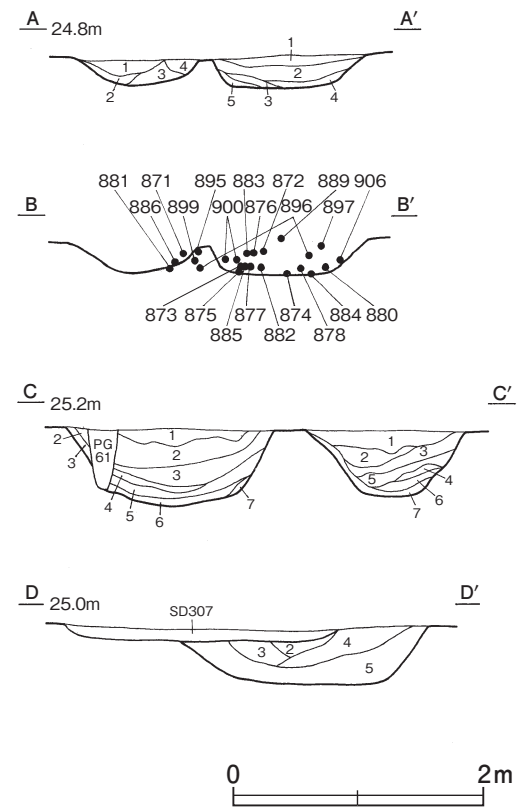 A A′
24.8m
1
1 4 2
3
2 5 3 4
881 871 895 883 872 889 906
B 886 899 900 876 896 897 B′
873 875 877 874 884 880
885 882 878
C C′
25.2m
2 PG 1 1
61 2 2 3
3 3 5 4
4 7 6
5 6 7
D D′
25.0m
SD307
3 2 4
5
0 2m